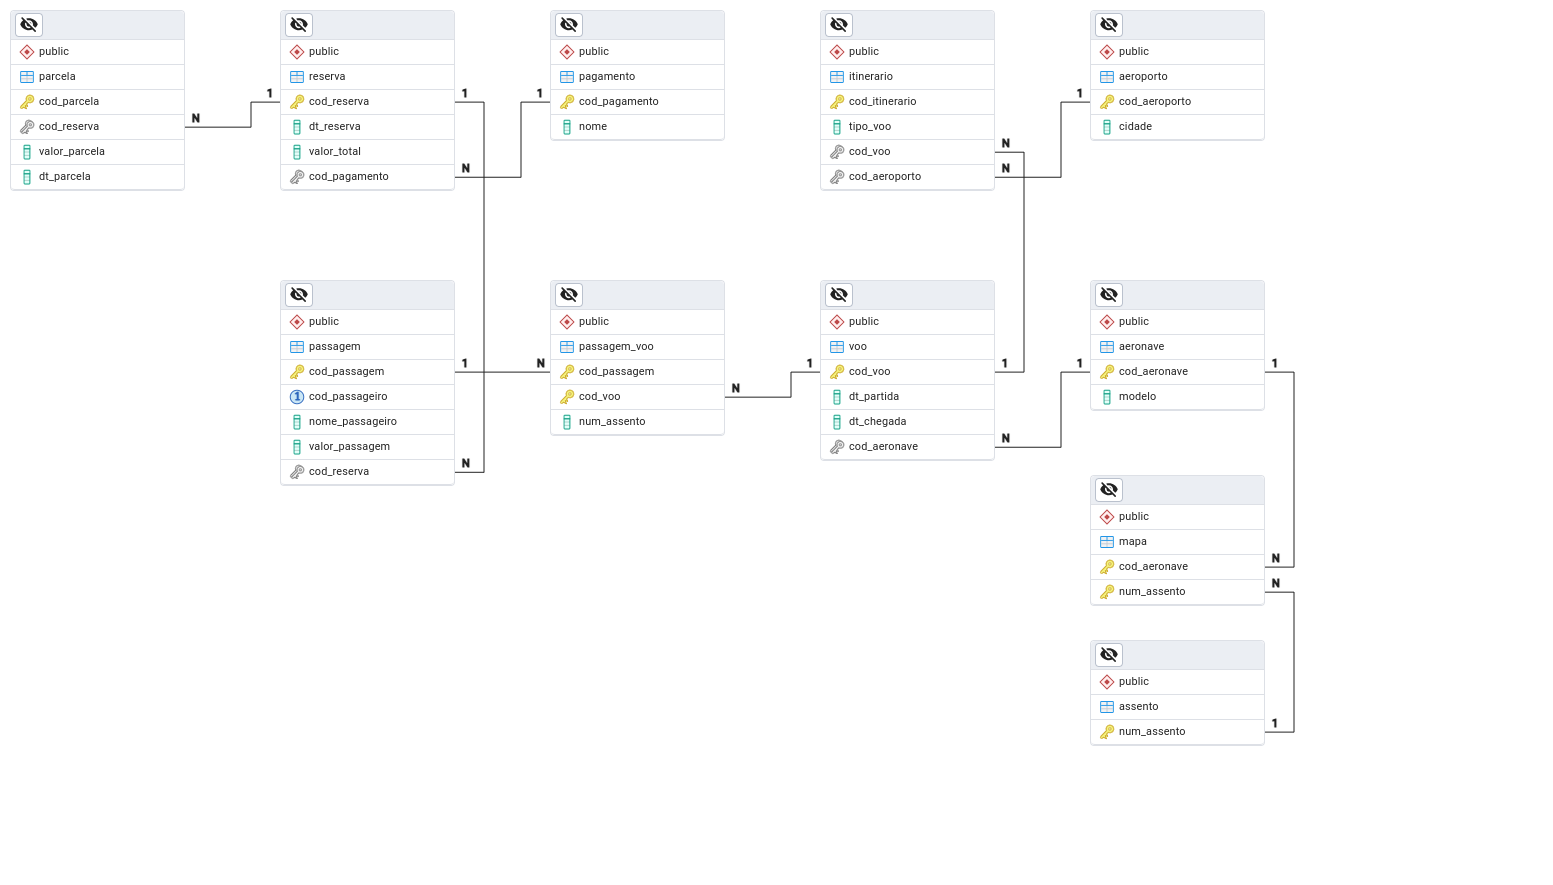 public
parcela
cod_parcela
cod_reserva
valor_parcela
dt_parcela
N
1
public
reserva
cod_reserva
dt_reserva
valor_total
cod_pagamento
1
N
1
public
pagamento
cod_pagamento
nome
public
itinerario
cod_itinerario
tipo_voo
cod_voo
cod_aeroporto
N
N
1
public
aeroporto
cod_aeroporto
cidade
public
passagem
cod_passagem
cod_passageiro
nome_passageiro
valor_passagem
cod_reserva
1
N
N
public
passagem_voo
cod_passagem
cod_voo
num_assento
N
1
public
voo
cod_voo
dt_partida
dt_chegada
cod_aeronave
1
N
1
public
aeronave
cod_aeronave
modelo
1
public
mapa
cod_aeronave
num_assento
N
N
public
assento
num_assento
1